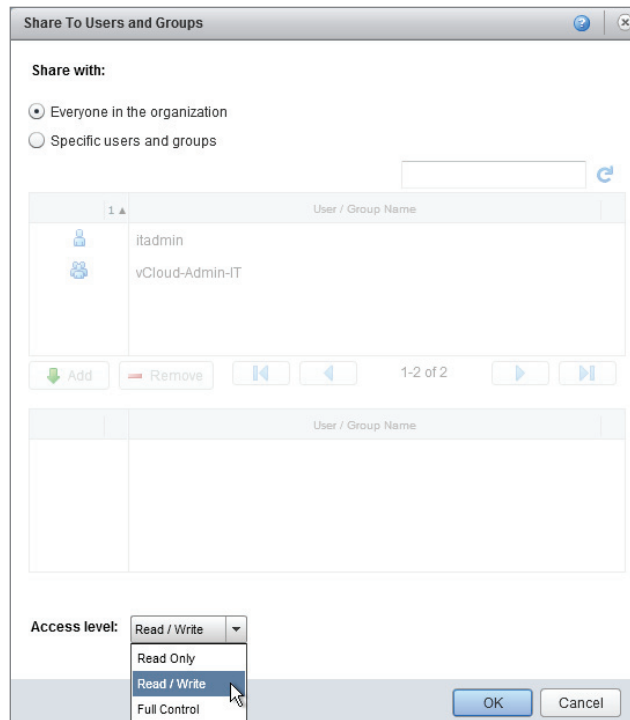 Share To Users and Groups
Share with:
Everyone in the organization
Specific users and groups
1 ▲ User / Group Name
itadmin
vCloud-Admin-IT
Add Remove 1-2 of 2
User / Group Name
Access level: Read / Write
Read Only
Read / Write
Full Control
OK Cancel